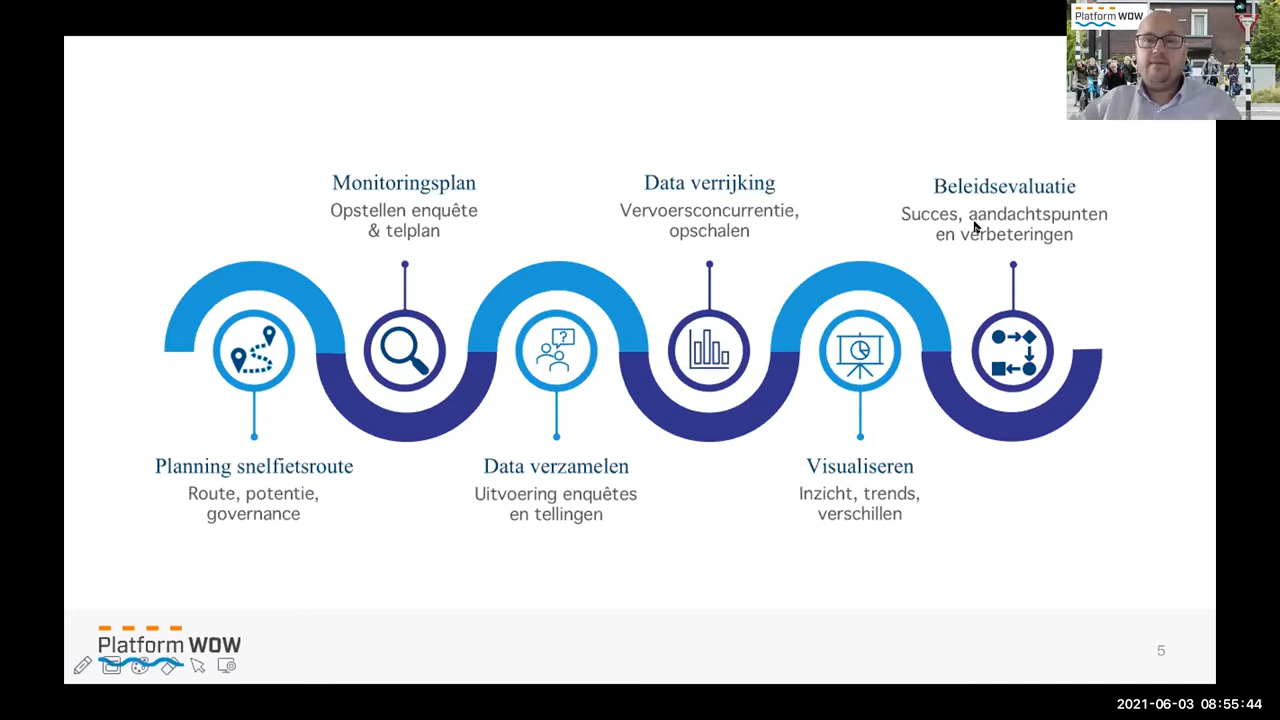 Platform WOW
Monitoringsplan
Opstellen enquête
& telplan
Data verrijking
Vervoersconcurrentie,
opschalen
Beleidsevaluatie
Succes, aandachtspunten
en verbeteringen
?
Planning snelfietsroute
Route, potentie,
governance
Data verzamelen
Uitvoering enquêtes
en tellingen
Visualiseren
Inzicht, trends,
verschillen
Platform WOW
5
2021-06-03 08:55:44